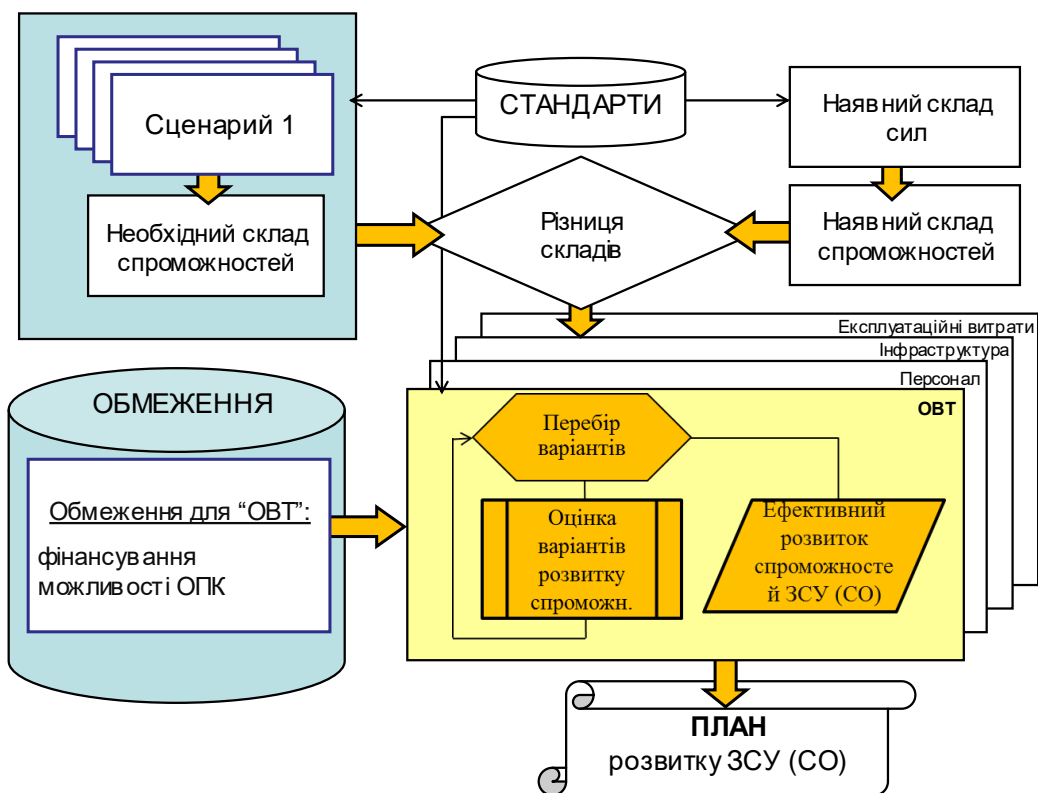 СТАНДАРТИ
Сценарий 1
Наявний склад
сил
Необхідний склад
спроможностей
Різниця
складів
Наявний склад
спроможностей
Експлуатаційні витрати
Інфраструктура
Персонал
ОВТ
ОБМЕЖЕННЯ
Обмеження для “ОВТ”:
фінансування
можливості ОПК
Перебір
варіантів
Оцінка
варіантів
розвитку
спроможн.
Ефективний
розвиток
спроможносте
й ЗСУ (СО)
ПЛАН
розвитку ЗСУ (СО)